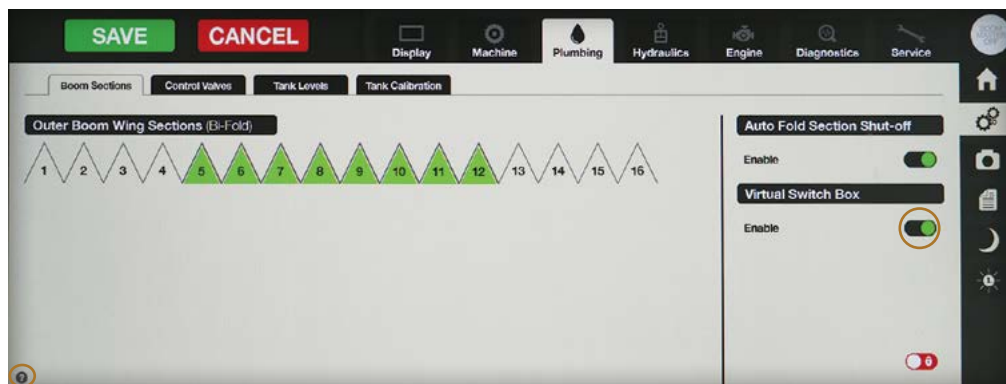 SAVE
CANCEL
Display
Machine
Plumbing
Hydraulics
Engine
Diagnostics
Service
Boom Sections
Control Valves
Tank Levels
Tank Calibration
Outer Boom Wing Sections (Bi-Fold)
1 2 3 4 5 6 7 8 9 10 11 12 13 14 15 16
Auto Fold Section Shut-off
Enable
Virtual Switch Box
Enable
?